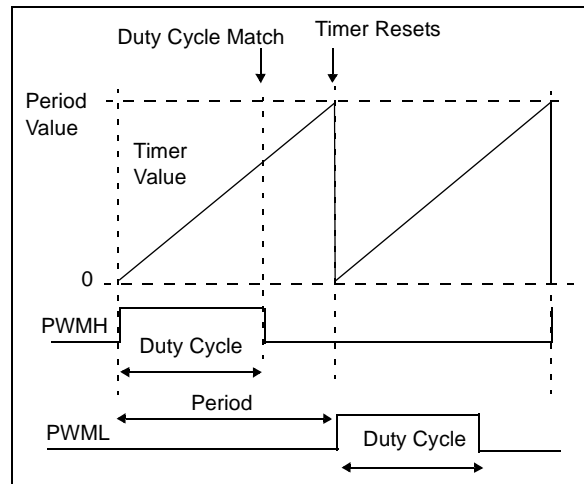 Duty Cycle Match
Timer Resets
Period
Value
Timer
Value
0
PWMH
Duty Cycle
Period
PWML
Duty Cycle